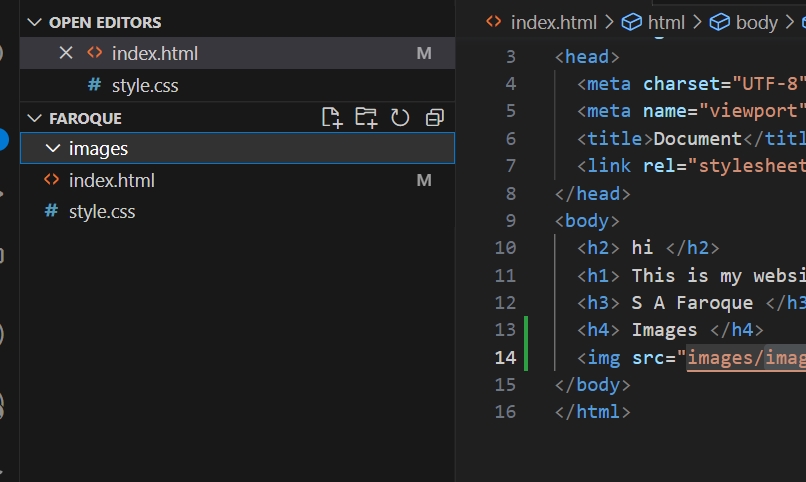 OPEN EDITORS
index.html M
# style.css
FAROQUE
images
index.html M
# style.css
index.html > html > body >
3 <head>
4 <meta charset="UTF-8"
5 <meta name="viewport"
6 <title>Document</titl
7 <link rel="stylesheet
8 </head>
9 <body>
10 <h2> hi </h2>
11 <h1> This is my websi
12 <h3> S A Faroque </h3
13 <h4> Images </h4>
14 <img src="images/imag
15 </body>
16 </html>